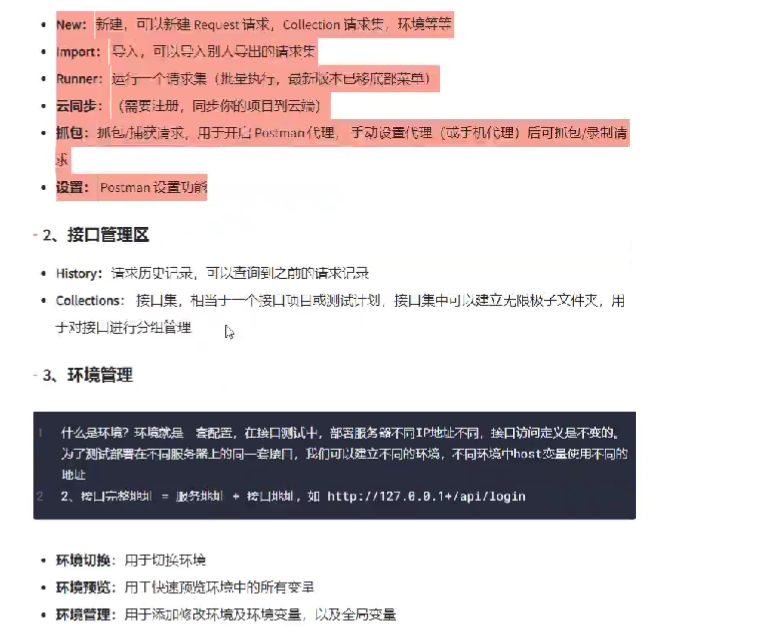 • New： 新建，可以新建 Request 请求，Collection 请求集，环境等等
• Import： 导入，可以导入别人导出的请求集
• Runner： 运行一个请求集（批量执行，最新版本已移底部菜单）
• 云同步： （需要注册，同步你的项目到云端）
• 抓包：抓包/捕获请求，用于开启 Postman 代理， 手动设置代理（或手机代理）后可抓包/录制请
求
• 设置： Postman 设置功能
- 2、接口管理区
• History：请求历史记录，可以查询到之前的请求记录
• Collections： 接口集，相当于一个接口项目或测试计划，接口集中可以建立无限极子文件夹，用
于对接口进行分组管理
- 3、环境管理
1 什么是环境？环境就是一套配置，在接口测试中，部署服务器不同IP地址不同，接口访问定义是不变的。
为了测试部署在不同服务器上的同一套接口，我们可以建立不同的环境，不同环境中host变量使用不同的
地址
2 2、接口完整地址 = 服务地址 + 接口地址，如 http://127.0.0.1+/api/login
• 环境切换：用于切换环境
• 环境预览：用于快速预览环境中的所有变量
• 环境管理：用于添加修改环境及环境变量，以及全局变量